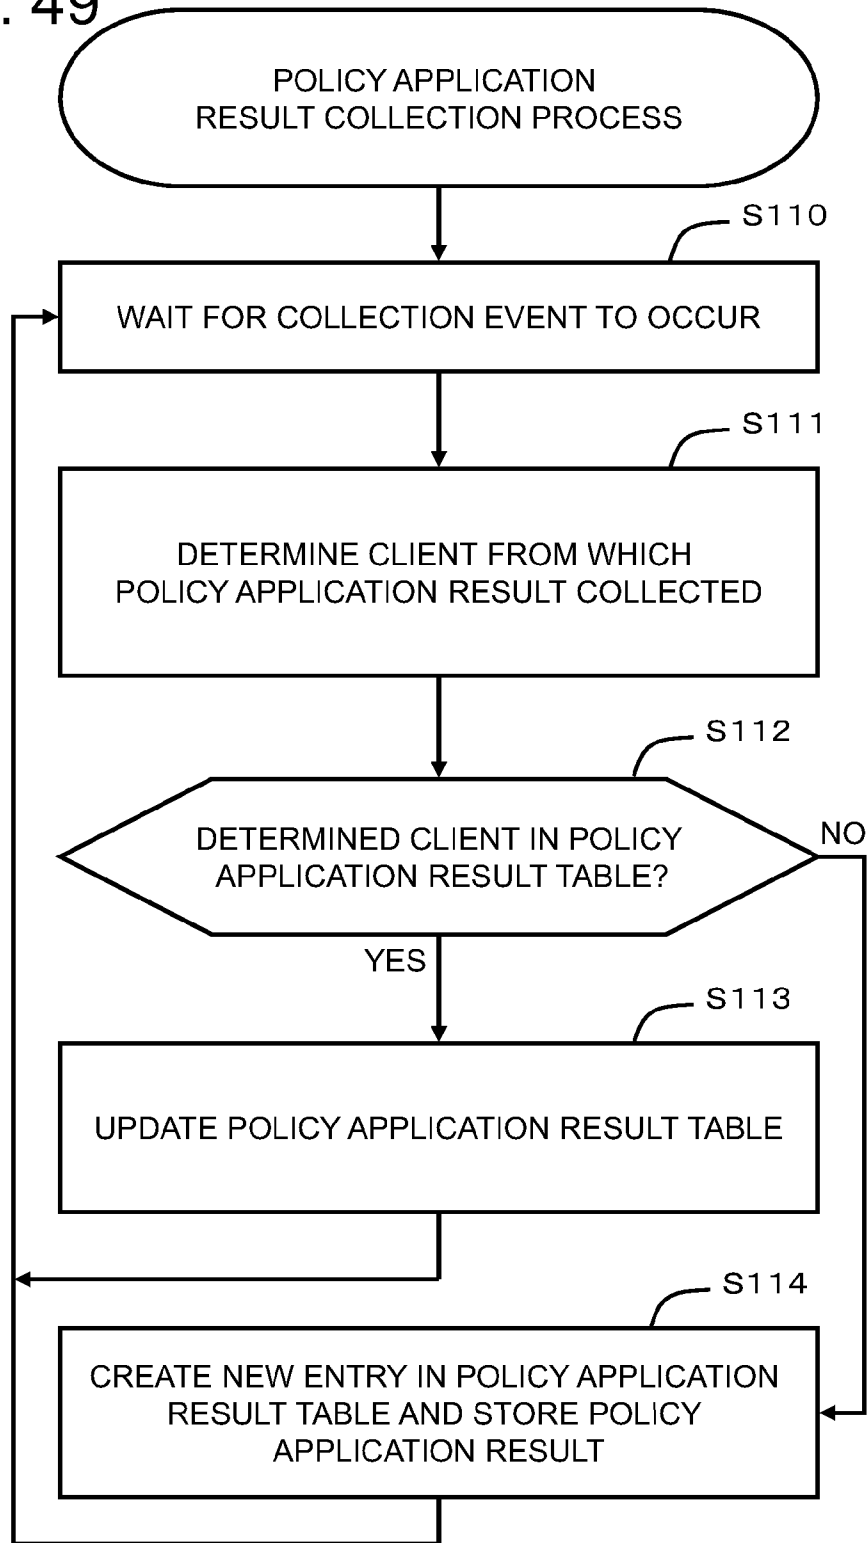 . 49
POLICY APPLICATION
RESULT COLLECTION PROCESS
S110
WAIT FOR COLLECTION EVENT TO OCCUR
S111
DETERMINE CLIENT FROM WHICH
POLICY APPLICATION RESULT COLLECTED
S112
DETERMINED CLIENT IN POLICY
APPLICATION RESULT TABLE?
NO
YES
S113
UPDATE POLICY APPLICATION RESULT TABLE
S114
CREATE NEW ENTRY IN POLICY APPLICATION
RESULT TABLE AND STORE POLICY
APPLICATION RESULT